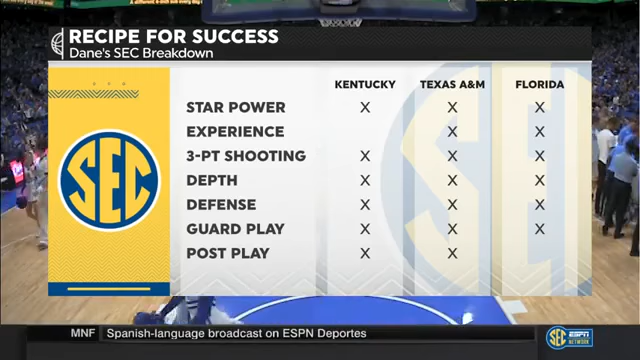 RECIPE FOR SUCCESS
Dane's SEC Breakdown
KENTUCKY TEXAS A&M FLORIDA
STAR POWER X X X
EXPERIENCE X X
3-PT SHOOTING X X X
DEPTH X X X
DEFENSE X X X
GUARD PLAY X X X
POST PLAY X X
SEC
MNF Spanish-language broadcast on ESPN Deportes
SEC ESPN NETWORK